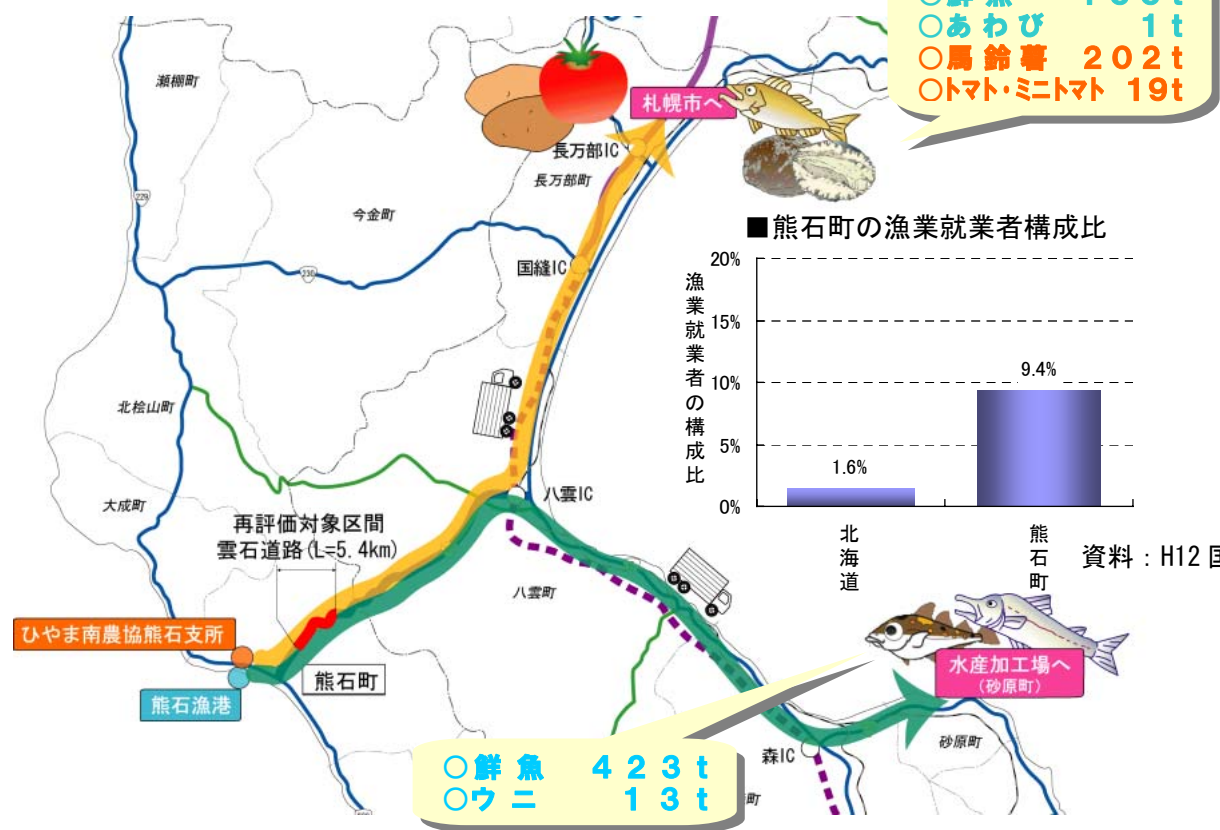 ○あわび 1t
○馬鈴薯 202t
○トマト・ミニトマト 19t
札幌市へ
瀬棚町
長万部IC
長万部町
229
今金町
■熊石町の漁業就業者構成比
国縫IC
230
漁業就業者の構成比
20%
15%
10%
5%
0%
9.4%
1.6%
北海道
熊石町
資料：H12 国
北桧山町
大成町
八雲IC
再評価対象区間
雲石道路(L=5.4km)
八雲町
ひやま南農協熊石支所
熊石町
熊石漁港
水産加工場へ
（砂原町）
砂原町
森IC
○鮮魚 423t
○ウニ 13t
町